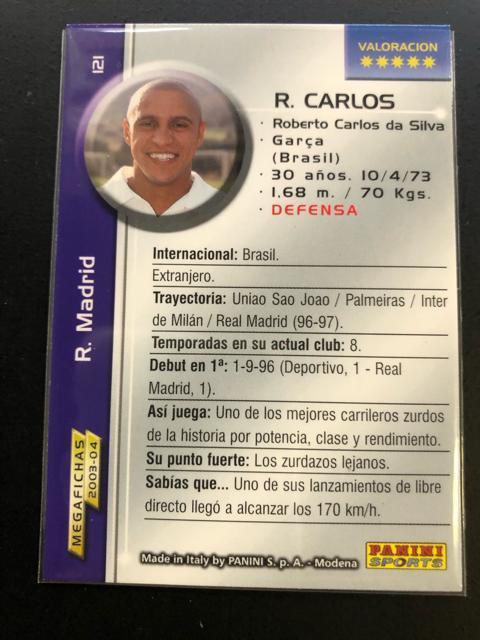 121
VALORACION
R. CARLOS
· Roberto Carlos da Silva
· Garça
(Brasil)
· 30 años. 10/4/73
· 1.68 m. / 70 Kgs.
· DEFENSA
R. Madrid
Internacional: Brasil.
Extranjero.
Trayectoria: Uniao Sao Joao / Palmeiras / Inter
de Milán / Real Madrid (96-97).
Temporadas en su actual club: 8.
Debut en 1ª: 1-9-96 (Deportivo, 1 - Real
Madrid, 1).
Así juega: Uno de los mejores carrileros zurdos
de la historia por potencia, clase y rendimiento.
Su punto fuerte: Los zurdazos lejanos.
Sabías que... Uno de sus lanzamientos de libre
directo llegó a alcanzar los 170 km/h.
MEGAFICHAS
2003-04
Made in Italy by PANINI S. p. A. - Modena
PANINI
SPORTS